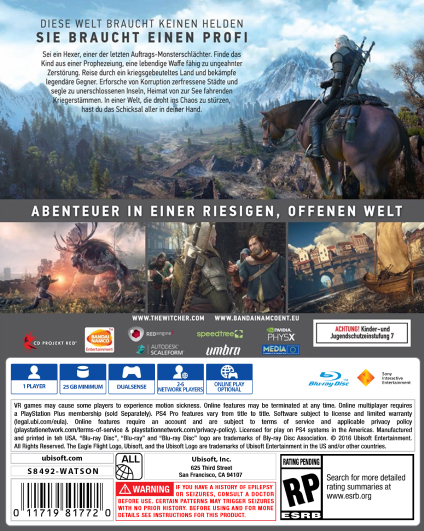 DIESE WELT BRAUCHT KEINEN HELDEN
SIE BRAUCHT EINEN PROFI
Sei ein Hexer, einer der letzten Auftrags-Monsterschlächter. Finde das
Kind aus einer Prophezeiung, eine lebendige Waffe fähig zu ungeahnter
Zerstörung. Reise durch ein kriegsgebeuteltes Land und bekämpfe
legendäre Gegner. Erforsche von Korruption zerfressene Städte und
segle zu unerschlossenen Inseln, Heimat von zur See fahrenden
Kriegerstämmen. In einer Welt, die droht ins Chaos zu stürzen,
hast du das Schicksal aller in deiner Hand.
ABENTEUER IN EINER RIESIGEN, OFFENEN WELT
WWW.THEWITCHER.COM WWW.BANDAINAMCOENT.EU
CD PROJEKT RED
BANDAI NAMCO Entertainment
REDengine
speedtree
NVIDIA PHYSX
AUTODESK SCALEFORM
umbra
MEDIA
ACHTUNG! Kinder- und
Jugendschutzeinstufung 7
1 PLAYER
25 GB MINIMUM
DUALSENSE
2-6 NETWORK PLAYERS
ONLINE PLAY OPTIONAL
Blu-ray Disc
Sony Interactive Entertainment
VR games may cause some players to experience motion sickness. Online features may be terminated at any time. Online multiplayer requires
a PlayStation Plus membership (sold Separately). PS4 Pro features vary from title to title. Software subject to license and limited warranty
(legal.ubi.com/eula). Online features require an account and are subject to terms of service and applicable privacy policy
(playstationnetwork.com/terms-of-service & playstationnetwork.com/privacy-policy). Licensed for play on PS4 systems in the Americas. Manufactured
and printed in teh USA. "Blu-ray Disc", "Blu-ray" and "Blu-ray Disc" logo are trademarks of Bly-ray Disc Association. © 2016 Ubisoft Entertainment.
All Rights Reserved. The Eagle Flight Logo, Ubisoft, and the Ubisoft Logo are trademarks of Ubisoft Entertainment in the US and/or other countries.
ubisoft.com
S8492-WATSON
0 11719 81772 0
ALL
Ubisoft, Inc.
625 Third Street
San Francisco, CA 94107
WARNING IF YOU HAVE A HISTORY OF EPILEPSY
OR SEIZURES, CONSULT A DOCTOR
BEFORE USE. CERTAIN PATTERNS MAY TRIGGER SEIZURES
WITH NO PRIOR HISTORY. BEFORE USING AND FOR MORE
DETAILS SEE INSTRUCTIONS FOR THIS PRODUCT.
RATING PENDING
RP
ESRB
Search for more detailed
rating summaries at
www.esrb.org